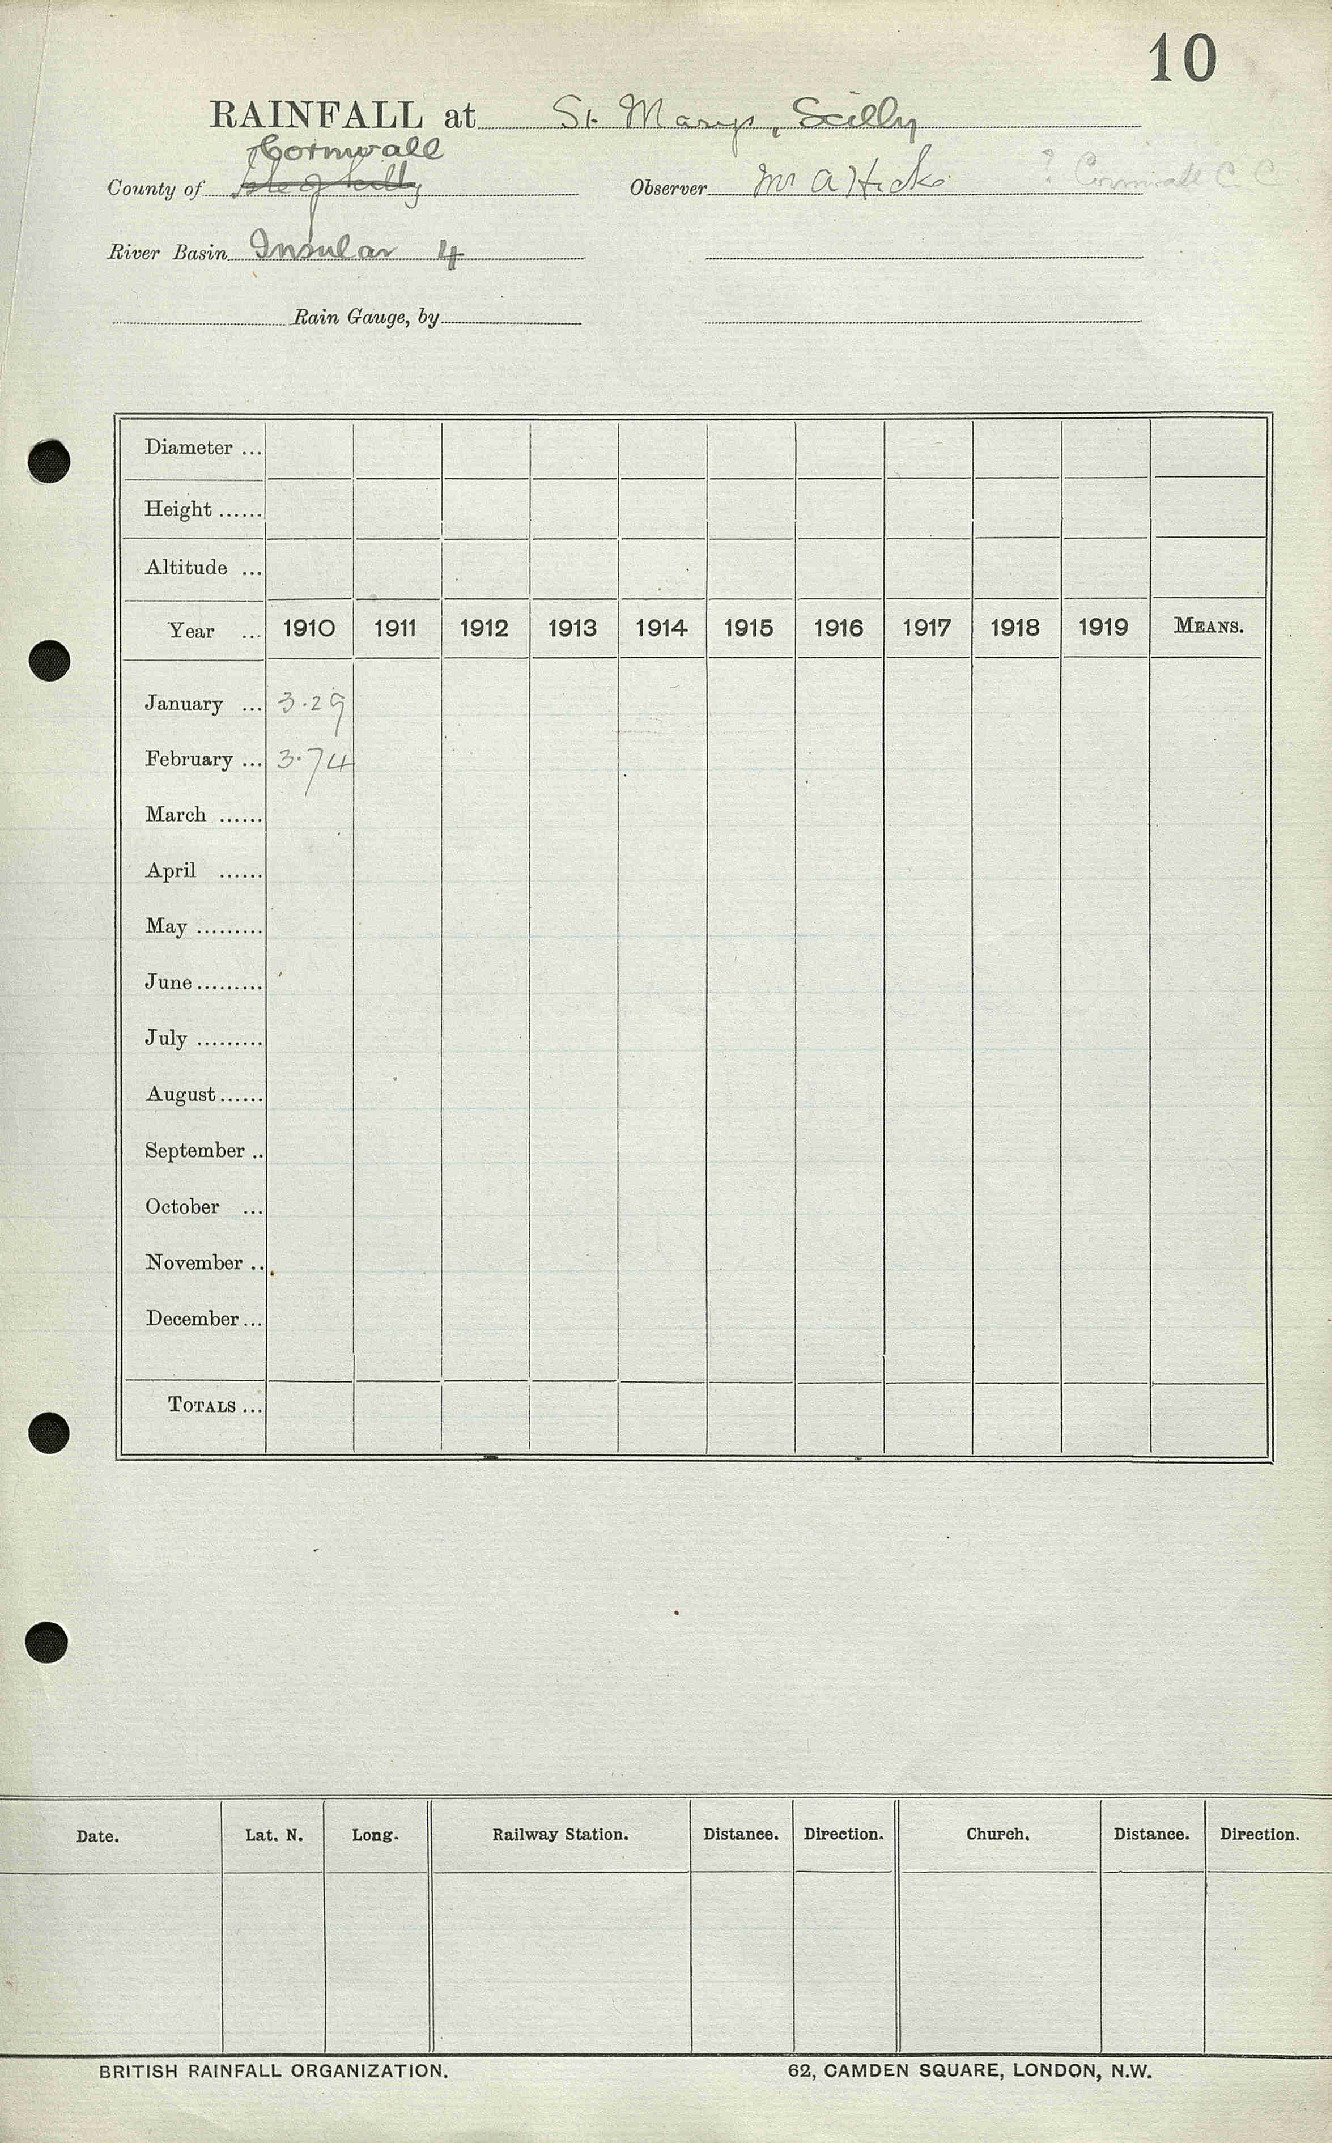 10
RAINFALL at St Marys, Scilly
Cornwall
County of Isle of Scilly Observer Mr A Hicks ? Cornwall C. C
River Basin Insular 4
Rain Gauge, by
Diameter ...
Height ......
Altitude ...
Year ... 1910 1911 1912 1913 1914 1915 1916 1917 1918 1919 MEANS.
January ... 3.29
February ... 3.74
March ......
April ......
May .........
June.........
July .........
August......
September ..
October ...
November ..
December...
TOTALS ...
Date. Lat. N. Long. Railway Station. Distance. Direction. Church. Distance. Direction.
BRITISH RAINFALL ORGANIZATION. 62, CAMDEN SQUARE, LONDON, N.W.